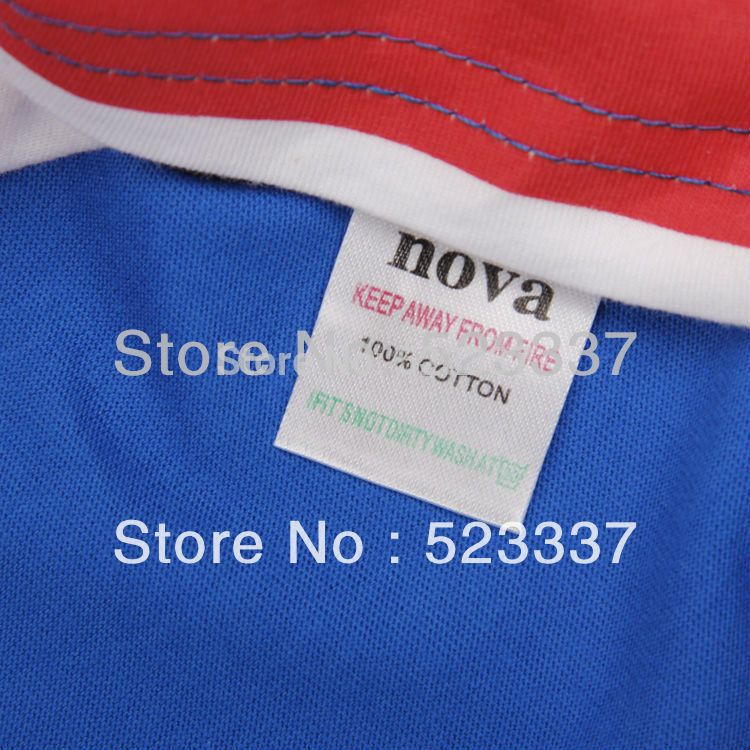 nova
KEEP AWAY FROM FIRE
Store No : 523337
100% COTTON
IF IT'S NOT DIRTY WASH AT
Store No : 523337